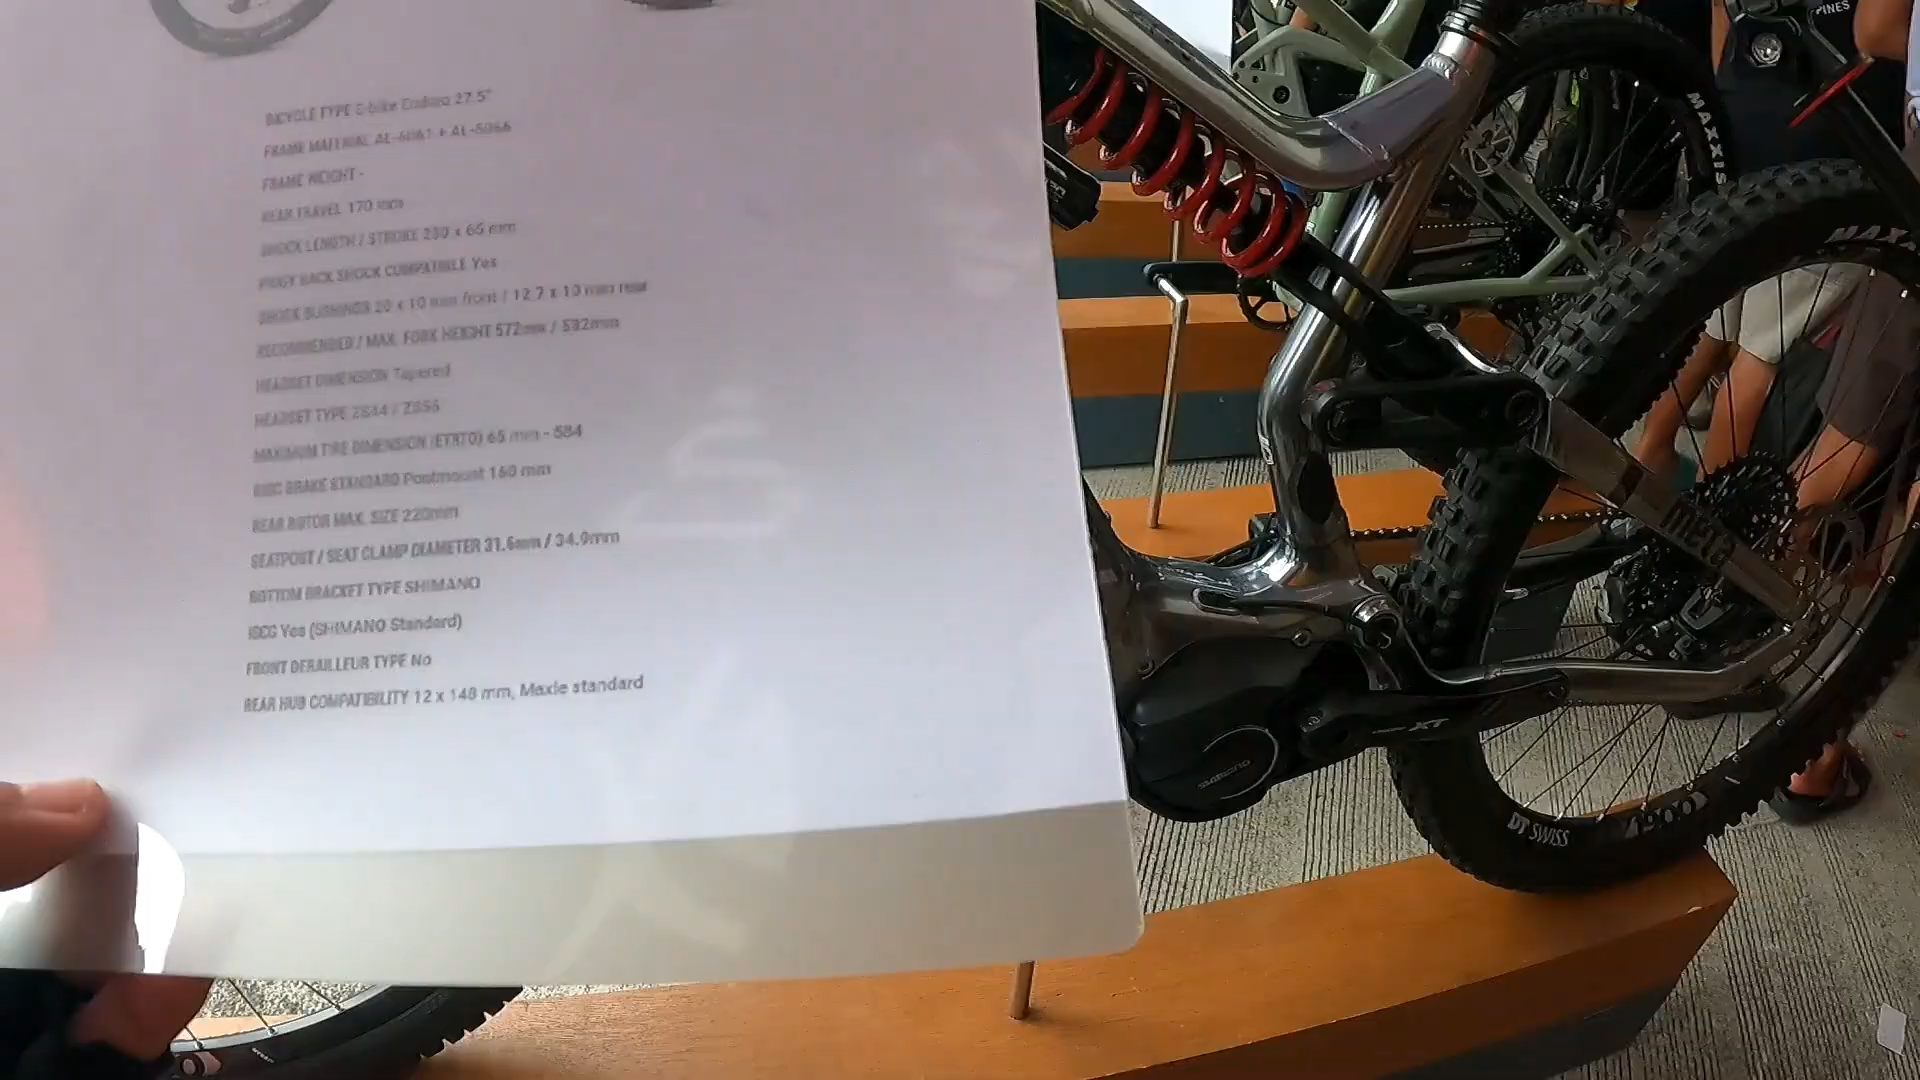 BICYCLE TYPE E-bike Enduro 27.5"
FRAME MATERIAL AL-6061 + AL-6066
FRAME WEIGHT -
REAR TRAVEL 170 mm
SHOCK LENGTH / STROKE 230 x 65 mm
PIGGY BACK SHOCK COMPATIBLE Yes
SHOCK BUSHINGS 20 x 10 mm front / 12.7 x 10 mm rear
RECOMMENDED / MAX. FORK HEIGHT 572mm / 592mm
HEADSET DIMENSION Tapered
HEADSET TYPE ZS44 / ZS56
MAXIMUM TIRE DIMENSION (ETRTO) 65 mm - 584
DISC BRAKE STANDARD Postmount 160 mm
REAR ROTOR MAX. SIZE 220mm
SEATPOST / SEAT CLAMP DIAMETER 31.6mm / 34.9mm
BOTTOM BRACKET TYPE SHIMANO
ISCG Yes (SHIMANO Standard)
FRONT DERAILLEUR TYPE No
REAR HUB COMPATIBILITY 12 x 148 mm, Maxle standard
MAXXIS
PINES
XT
SHIMANO
DT SWISS
1900